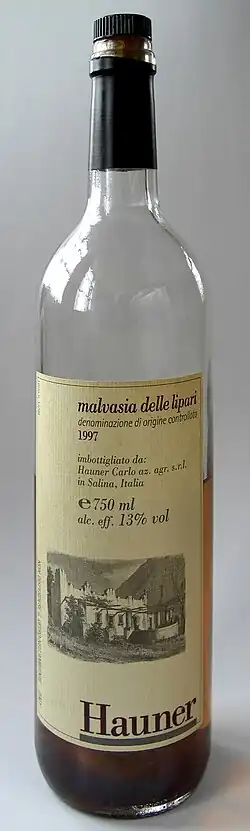 malvasia delle lipari
denominazione di origine controllata
1997
imbottigliato da:
Hauner Carlo az. agr. s.r.l.
in Salina, Italia
℮ 750 ml
alc. eff. 13% vol
Hauner